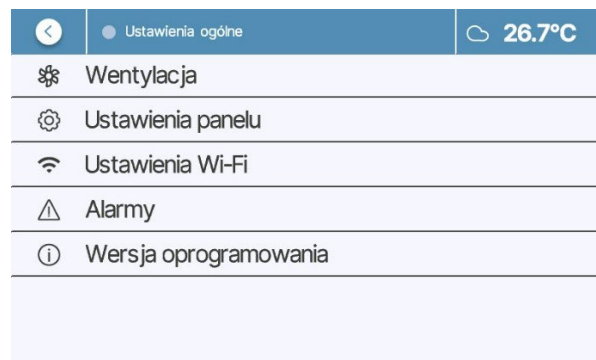 Ustawienia ogólne
26.7°C
Wentylacja
Ustawienia panelu
Ustawienia Wi-Fi
Alarmy
Wersja oprogramowania